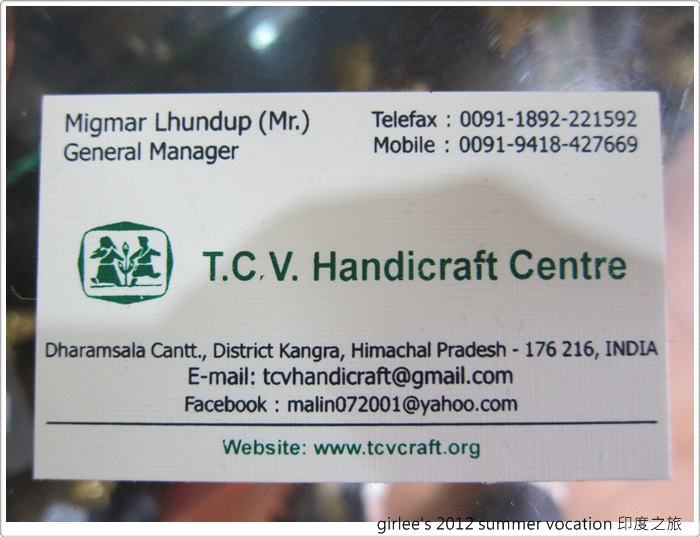 Migmar Lhundup (Mr.)
General Manager
Telefax : 0091-1892-221592
Mobile : 0091-9418-427669
T.C.V. Handicraft Centre
Dharamsala Cantt., District Kangra, Himachal Pradesh - 176 216, INDIA
E-mail: tcvhandicraft@gmail.com
Facebook : malin072001@yahoo.com
Website: www.tcvcraft.org
girlee's 2012 summer vocation 印度之旅